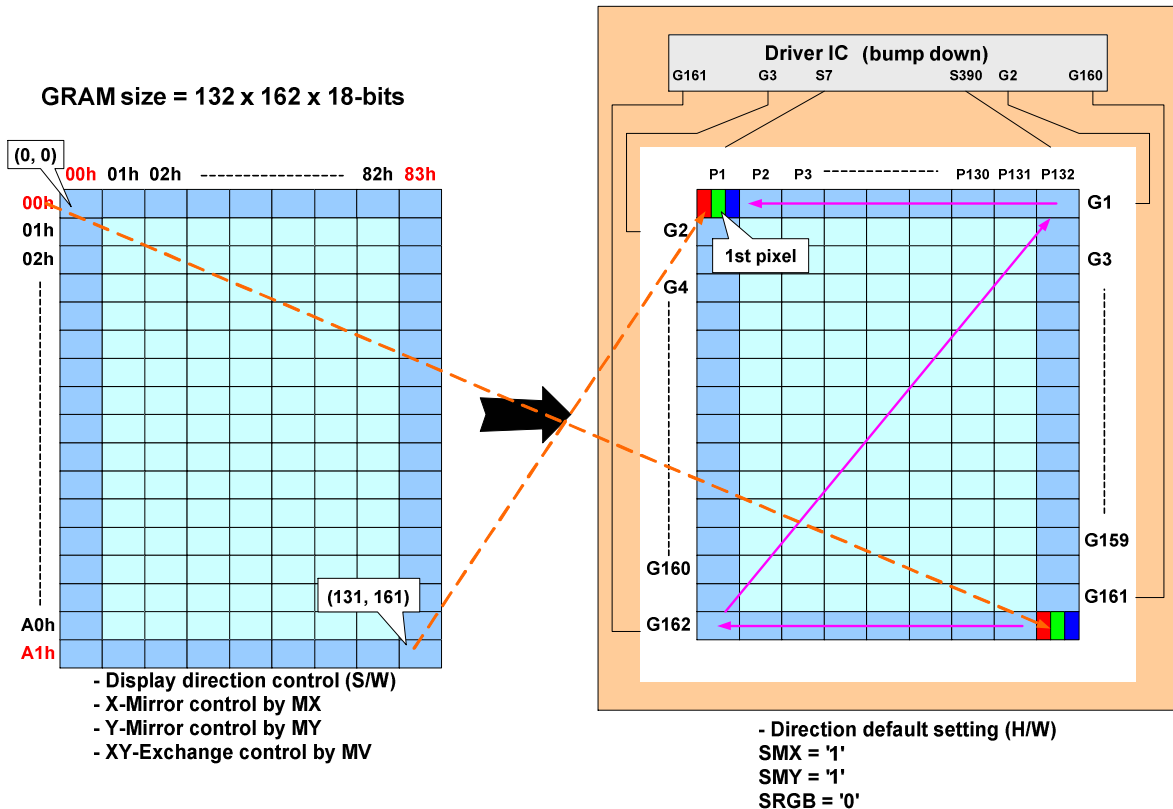 GRAM size = 132 x 162 x 18-bits
(0, 0)
00h 01h 02h 82h 83h
00h
01h
02h
A0h
A1h
(131, 161)
- Display direction control (S/W)
- X-Mirror control by MX
- Y-Mirror control by MY
- XY-Exchange control by MV
Driver IC (bump down)
G161 G3 S7 S390 G2 G160
P1 P2 P3 P130 P131 P132
G1
G2
1st pixel
G3
G4
G159
G160
G161
G162
- Direction default setting (H/W)
SMX = '1'
SMY = '1'
SRGB = '0'